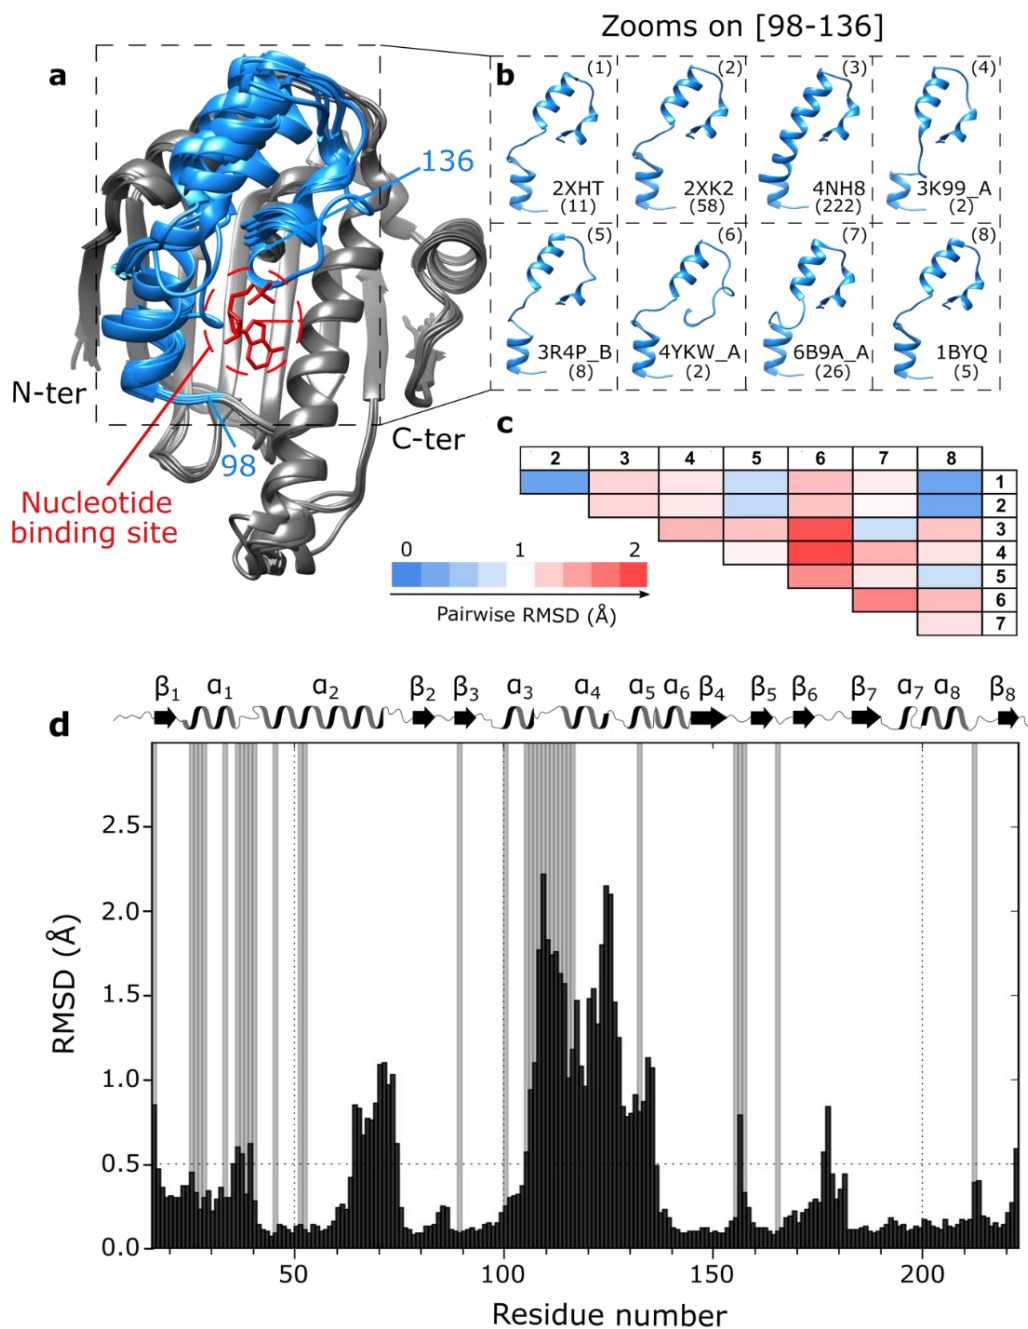 Zooms on [98-136]
a
136
N-ter
98
C-ter
Nucleotide
binding site
b
(1)
2XHT
(11)
(2)
2XK2
(58)
(3)
4NH8
(222)
(4)
3K99_A
(2)
(5)
3R4P_B
(8)
(6)
4YKW_A
(2)
(7)
6B9A_A
(26)
(8)
1BYQ
(5)
c
2 3 4 5 6 7 8
1
2
3
4
5
6
7
0 1 2
Pairwise RMSD (Å)
d
β1 α1 α2 β2 β3 α3 α4 α5 α6 β4 β5 β6 β7 α7 α8 β8
2.5
2.0
1.5
1.0
0.5
0.0
RMSD (Å)
50 100 150 200
Residue number